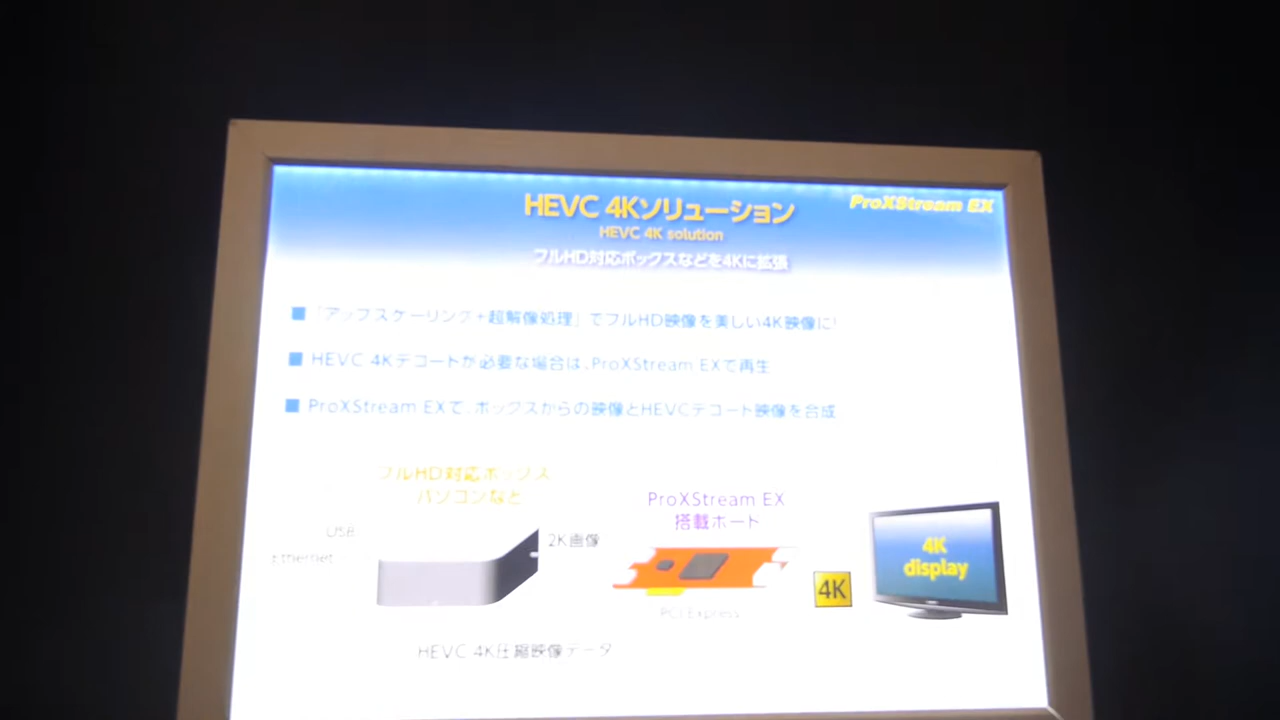 HEVC 4Kソリューション
ProXStream EX
HEVC 4K solution
フルHD対応ボックスなどを4Kに拡張
■「アップスケーリング+超解像処理」でフルHD映像を美しい4K映像に!
■ HEVC 4Kデコードが必要な場合は、ProXStream EXで再生
■ ProXStream EXで、ボックスからの映像とHEVCデコード映像を合成
フルHD対応ボックス
パソコンなど
ProXStream EX
搭載ボード
USB
Ethernet
2K画像
4K
display
4K
PCI Express
HEVC 4K圧縮映像データ